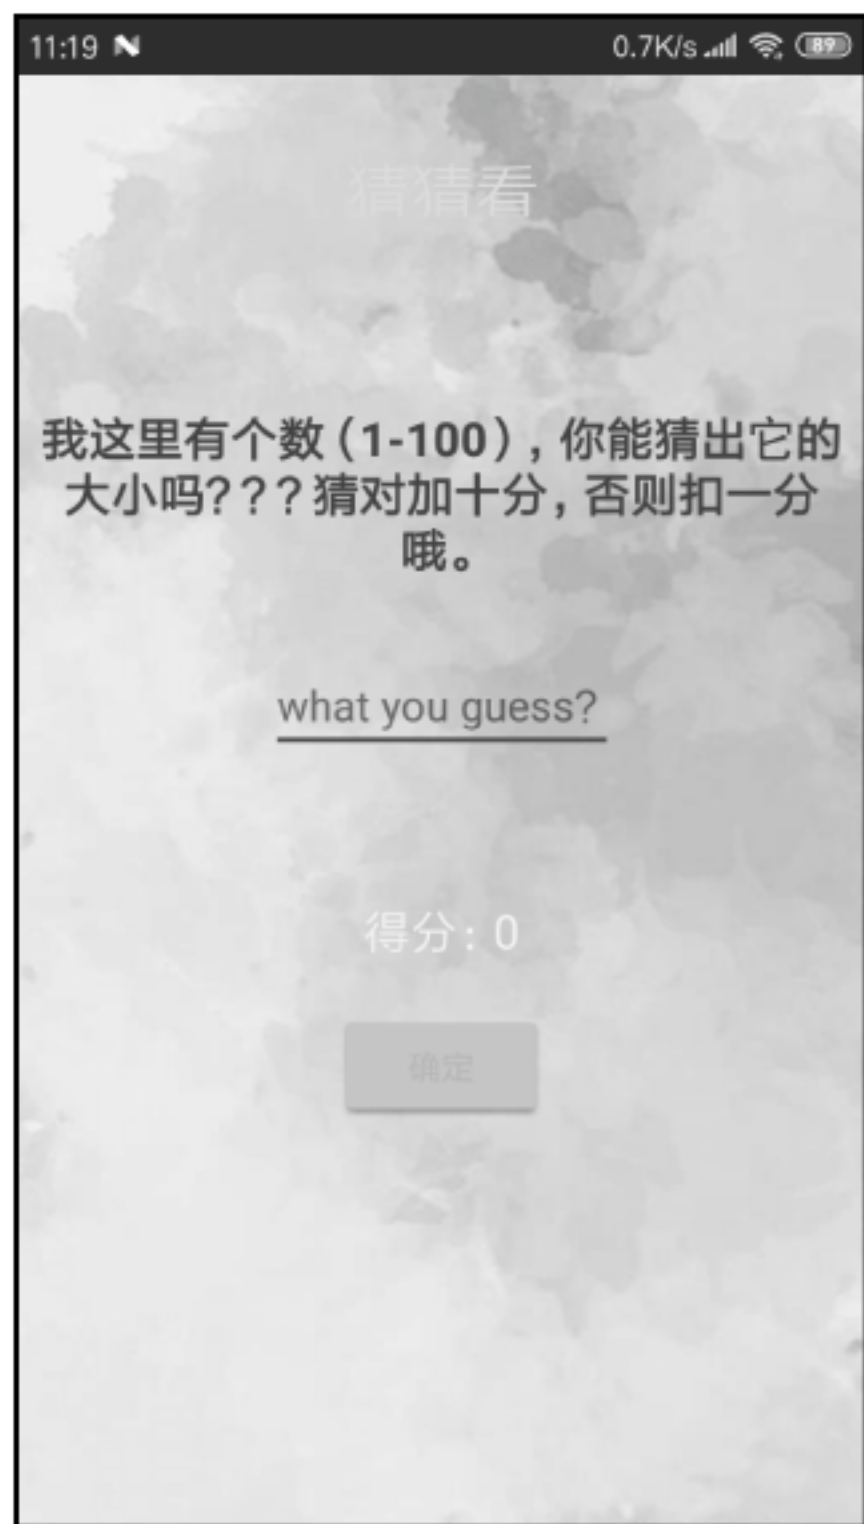 11:19 0.7K/s 89
猜猜看
我这里有个数(1-100),你能猜出它的
大小吗???猜对加十分,否则扣一分
哦。
what you guess?
得分: 0
确定